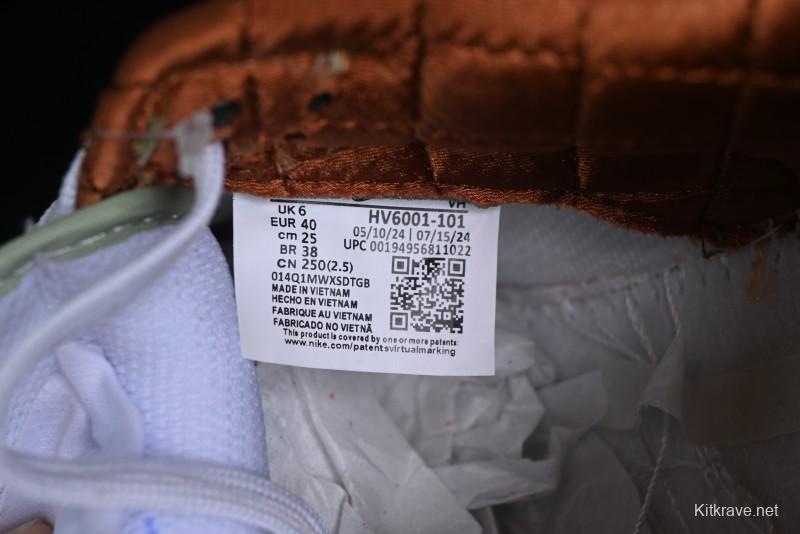 VH
UK 6
HV6001-101
EUR 40
05/10/24 | 07/15/24
cm 25
UPC 00194956811022
BR 38
CN 250(2.5)
014Q1MWXSDTGB
MADE IN VIETNAM
HECHO EN VIETNAM
FABRIQUE AU VIETNAM
FABRICADO NO VIETNÃ
This product is covered by one or more patents:
www.nike.com/patentsvirtualmarking
Kitkrave.net